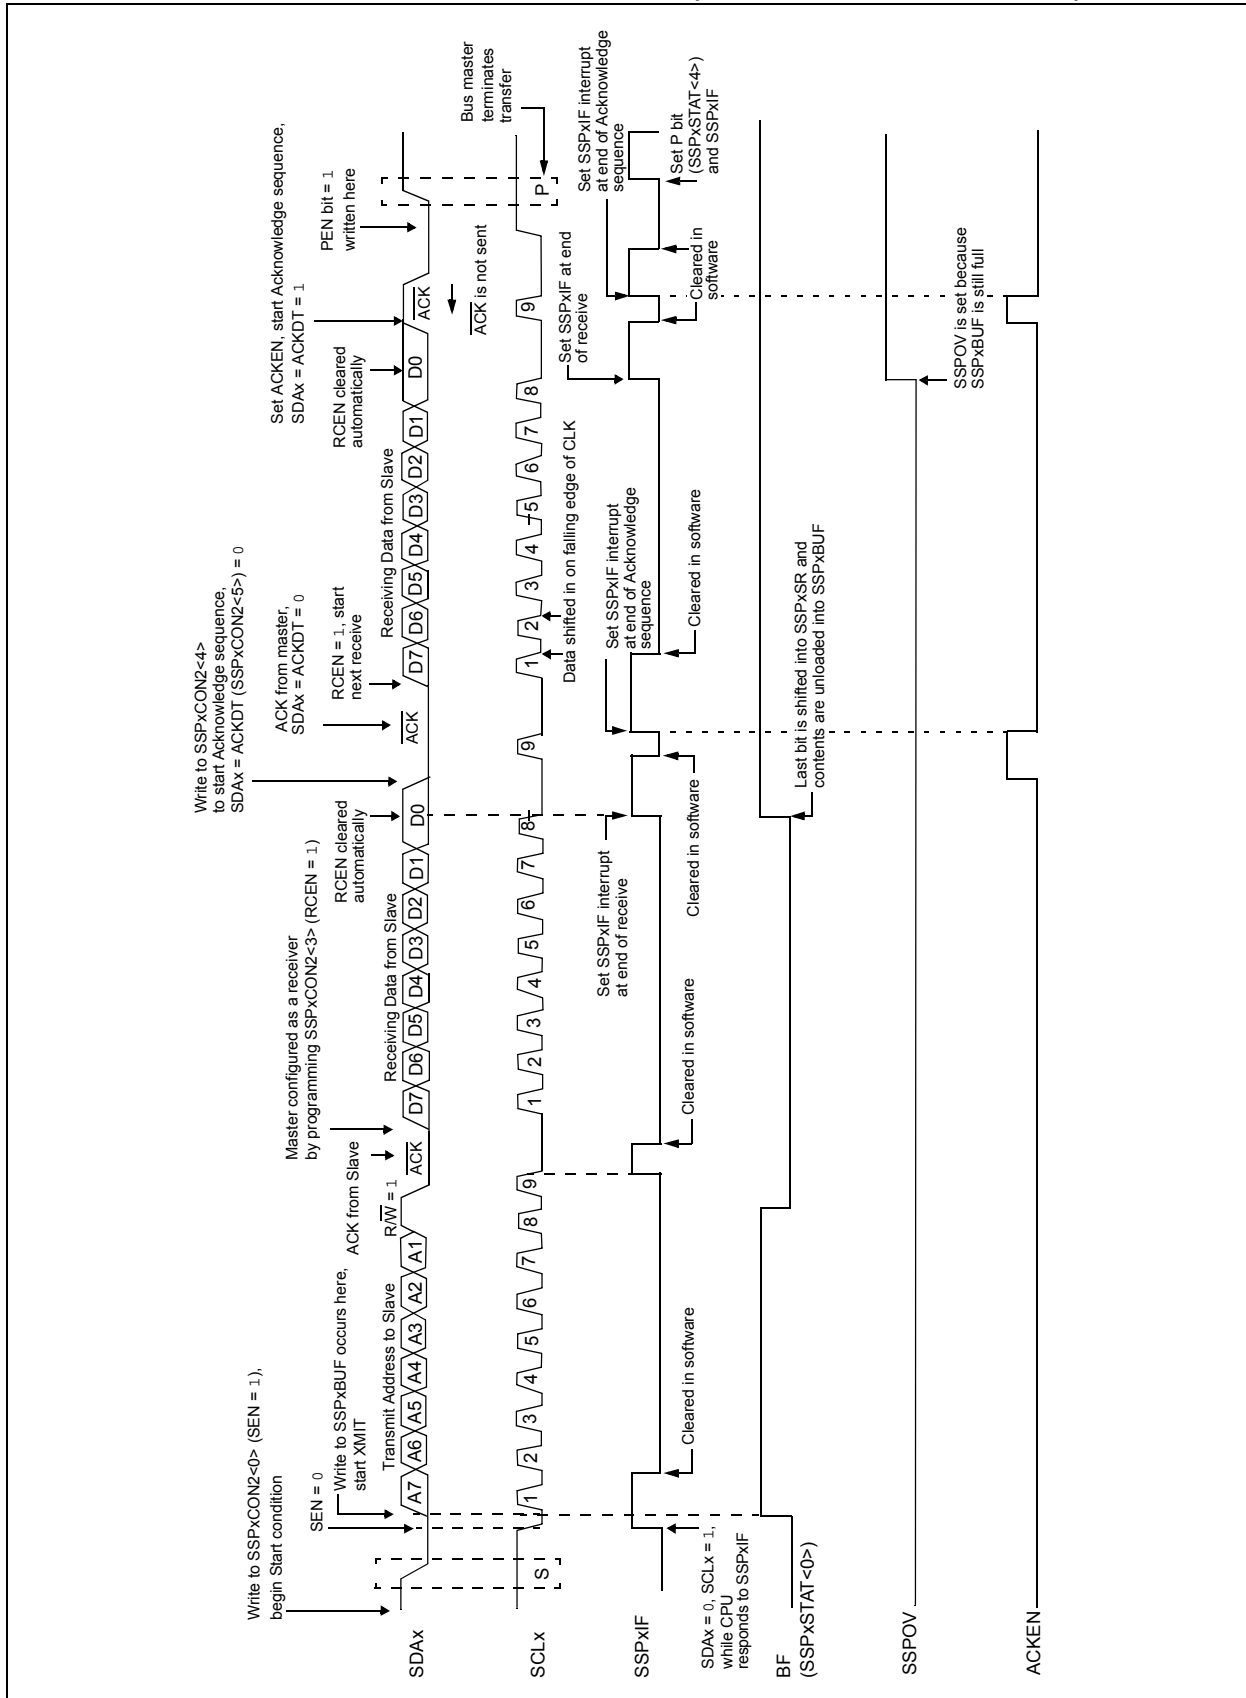 Write to SSPxCON2<0> (SEN = 1),
begin Start condition
SEN = 0
Write to SSPxBUF occurs here,
start XMIT
Master configured as a receiver
by programming SSPxCON2<3> (RCEN = 1)
ACK from Slave
Write to SSPxCON2<4>
to start Acknowledge sequence,
SDAx = ACKDT (SSPxCON2<5>) = 0
RCEN cleared
automatically
ACK from master,
SDAx = ACKDT = 0
RCEN = 1, start
next receive
Set ACKEN, start Acknowledge sequence,
SDAx = ACKDT = 1
RCEN cleared
automatically
PEN bit = 1
written here
Transmit Address to Slave
R/W = 1
Receiving Data from Slave
Receiving Data from Slave
SDAx
A7 A6 A5 A4 A3 A2 A1
ACK
D7 D6 D5 D4 D3 D2 D1 D0
ACK
D7 D6 D5 D4 D3 D2 D1 D0
ACK
ACK is not sent
Bus master
terminates
transfer
SCLx
S
1 2 3 4 5 6 7 8 9
1 2 3 4 5 6 7 8 9
1 2 3 4 5 6 7 8 9
P
Data shifted in on falling edge of CLK
Set SSPxIF interrupt
at end of receive
Set SSPxIF interrupt
at end of Acknowledge
sequence
Set SSPxIF at end
of receive
Set SSPxIF interrupt
at end of Acknowledge
sequence
SSPxIF
SDAx = 0, SCLx = 1,
while CPU
responds to SSPxIF
Cleared in software
Cleared in software
Cleared in software
Cleared in software
Cleared in
software
Set P bit
(SSPxSTAT<4>)
and SSPxIF
BF
(SSPxSTAT<0>)
Last bit is shifted into SSPxSR and
contents are unloaded into SSPxBUF
SSPOV
SSPOV is set because
SSPxBUF is still full
ACKEN